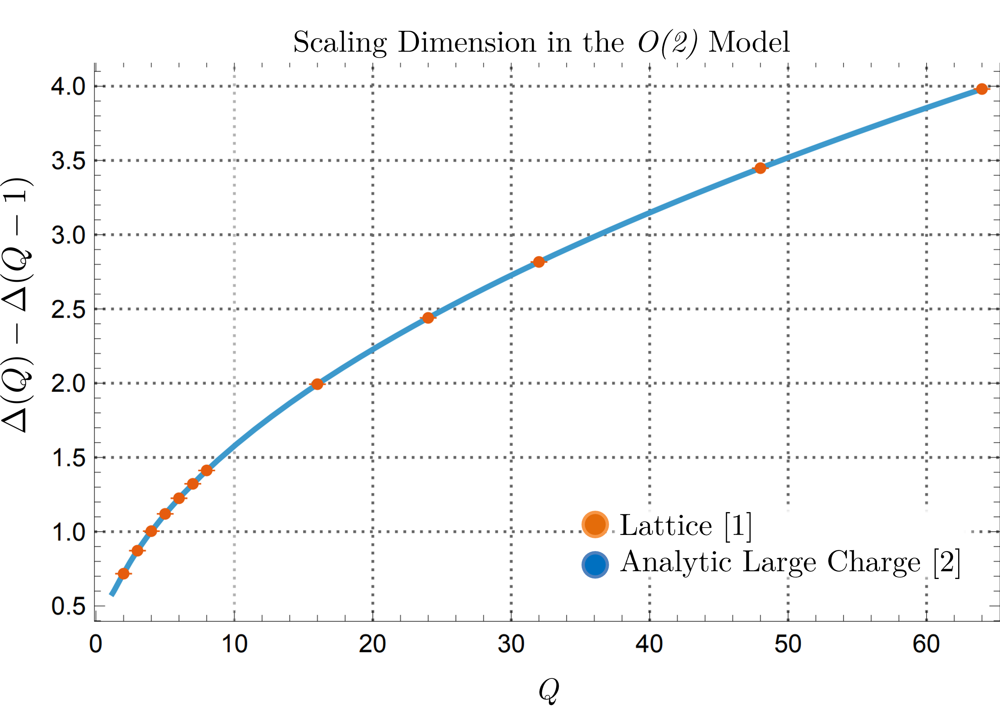 Scaling Dimension in the O(2) Model
Δ(Q) − Δ(Q − 1)
4.0
3.5
3.0
2.5
2.0
1.5
1.0
0.5
Lattice [1]
Analytic Large Charge [2]
0 10 20 30 40 50 60
Q